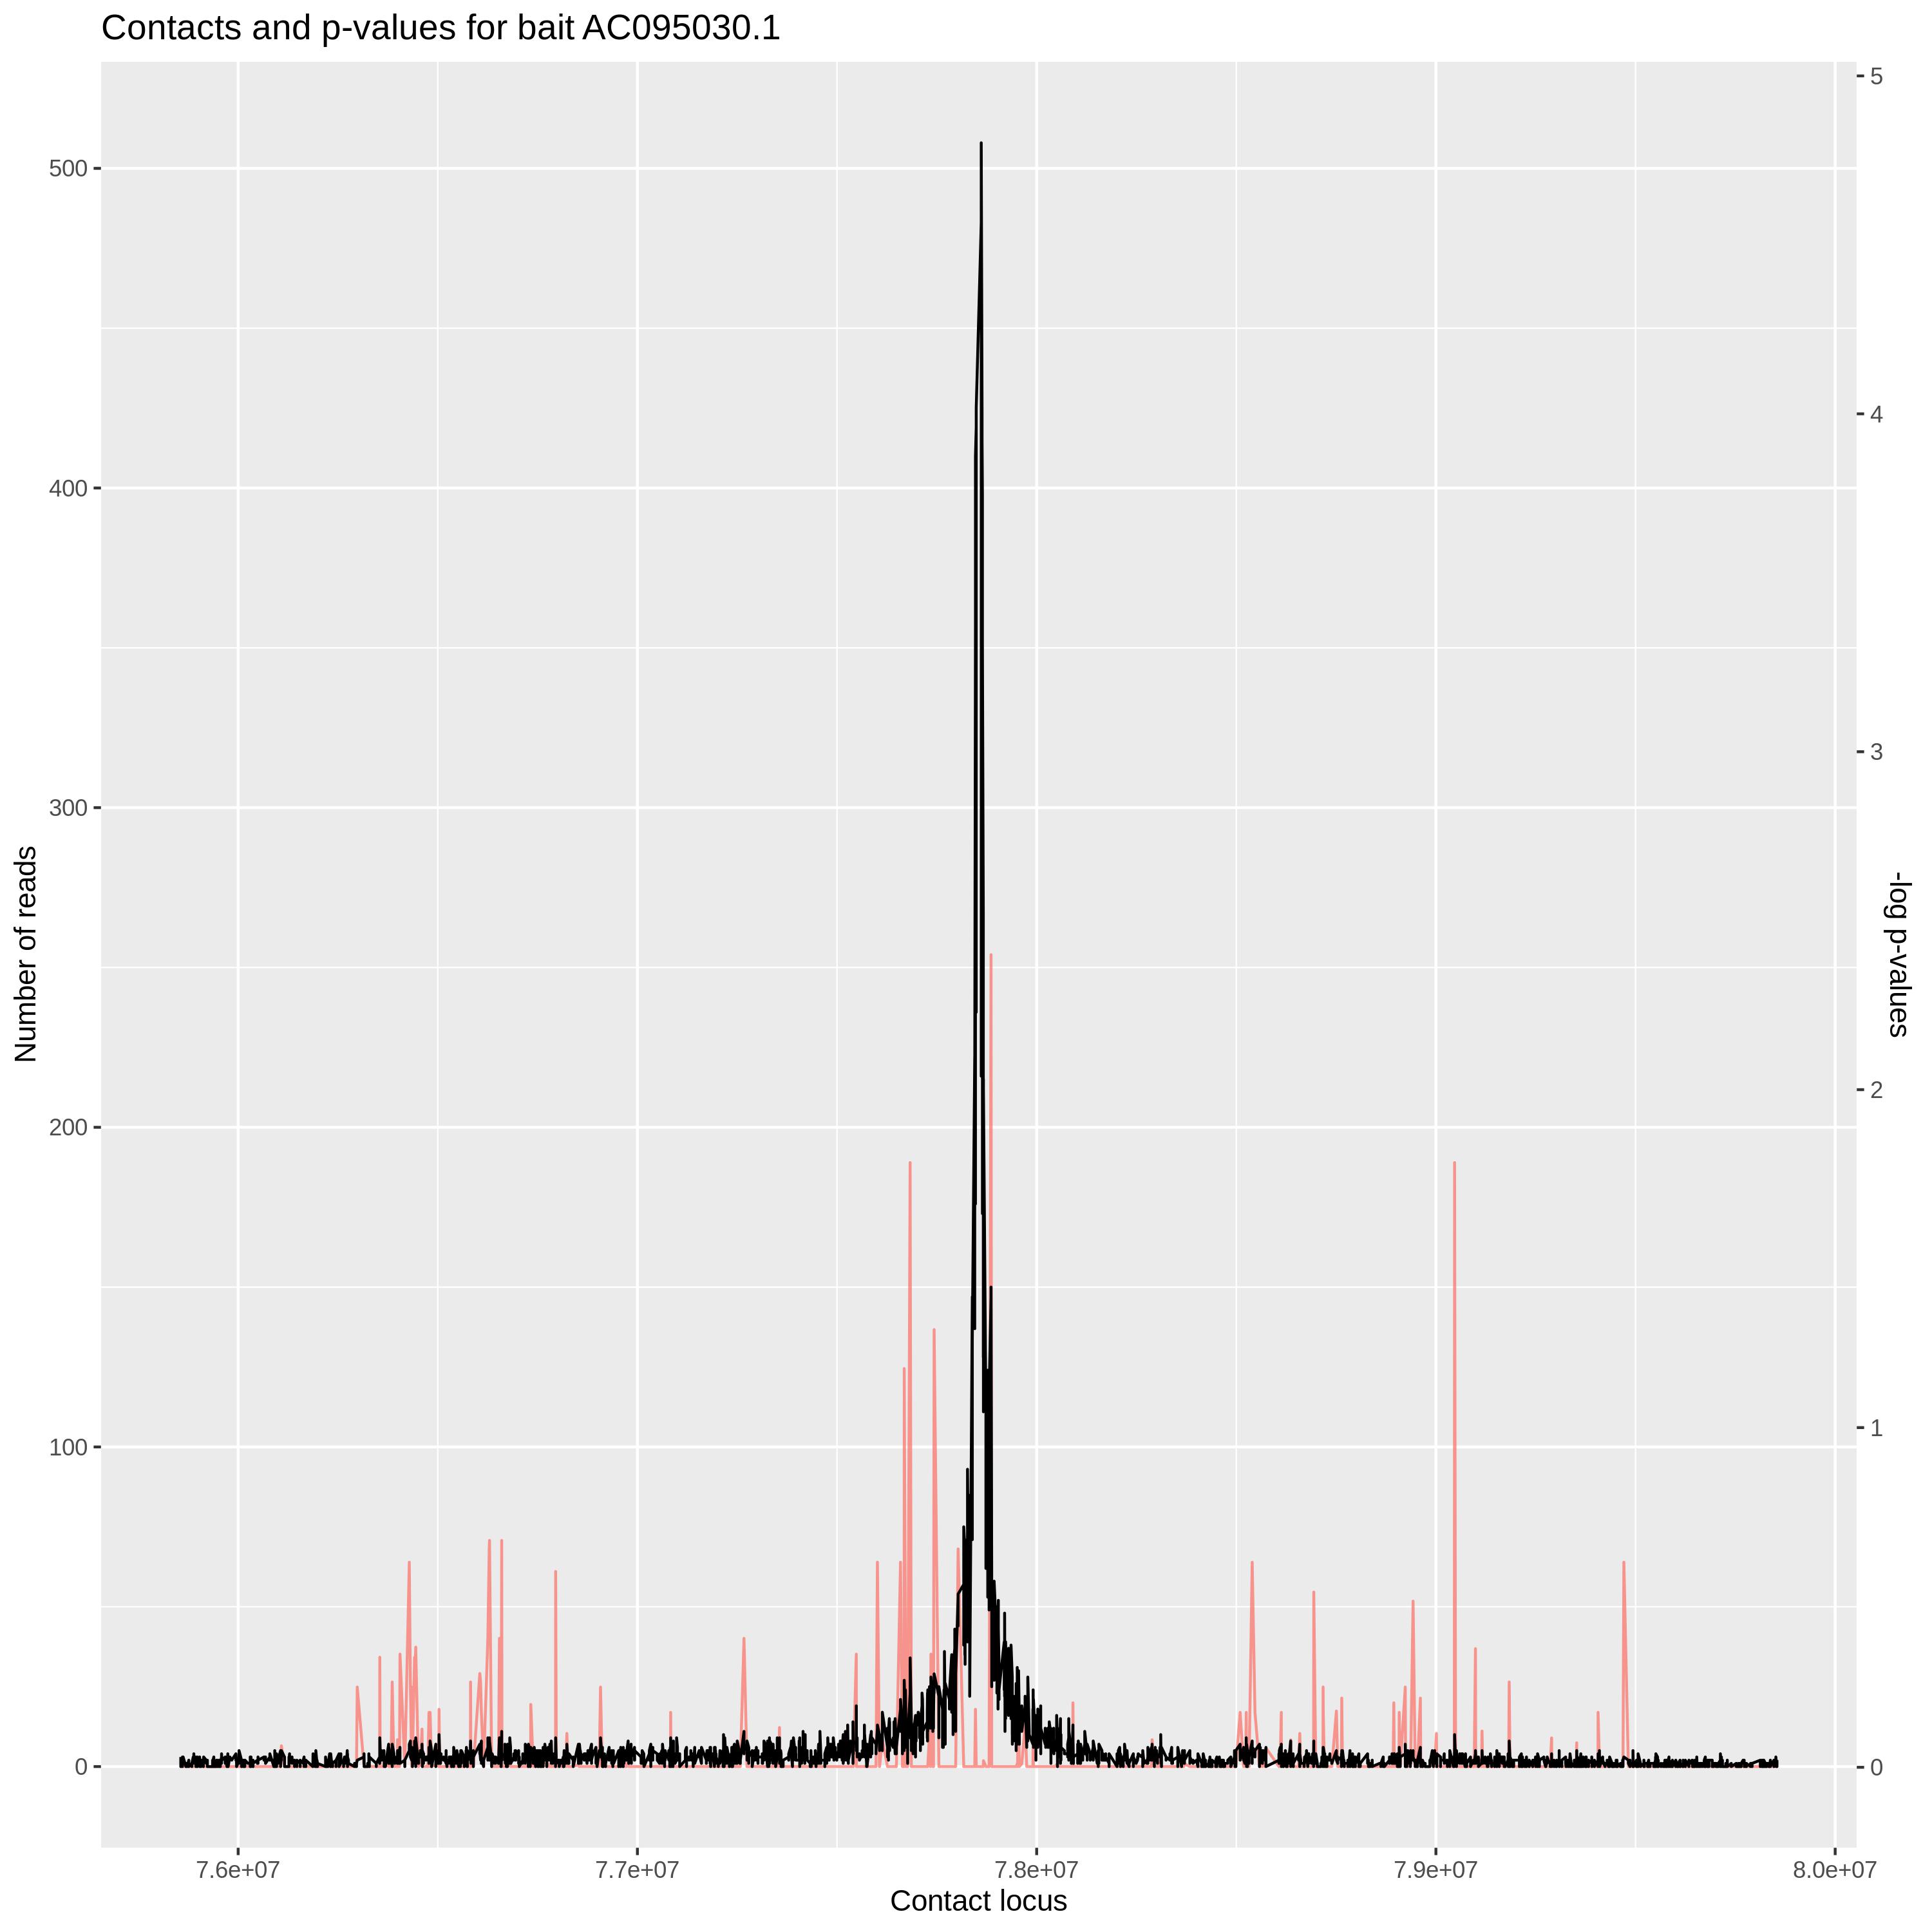 Contacts and p-values for bait AC095030.1
500
400
300
200
100
0
Number of reads
5
4
3
2
1
0
-log p-values
7.6e+07
7.7e+07
7.8e+07
7.9e+07
8.0e+07
Contact locus